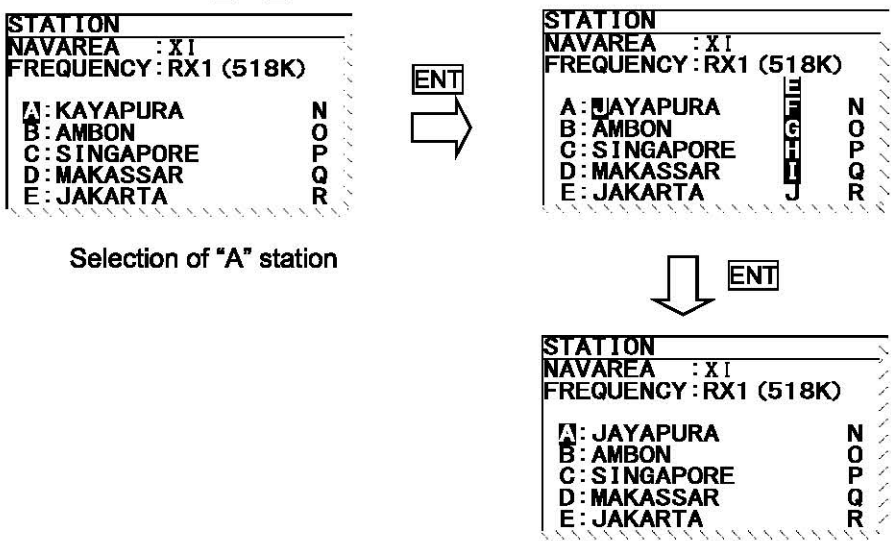 STATION
NAVAREA :XI
FREQUENCY:RX1 (518K)
A:KAYAPURA N
B:AMBON O
C:SINGAPORE P
D:MAKASSAR Q
E:JAKARTA R
Selection of “A” station
ENT
STATION
NAVAREA :XI
FREQUENCY:RX1 (518K)
E
A:JAYAPURA F N
B:AMBON G O
C:SINGAPORE H P
D:MAKASSAR I Q
E:JAKARTA J R
ENT
STATION
NAVAREA :XI
FREQUENCY:RX1 (518K)
A:JAYAPURA N
B:AMBON O
C:SINGAPORE P
D:MAKASSAR Q
E:JAKARTA R